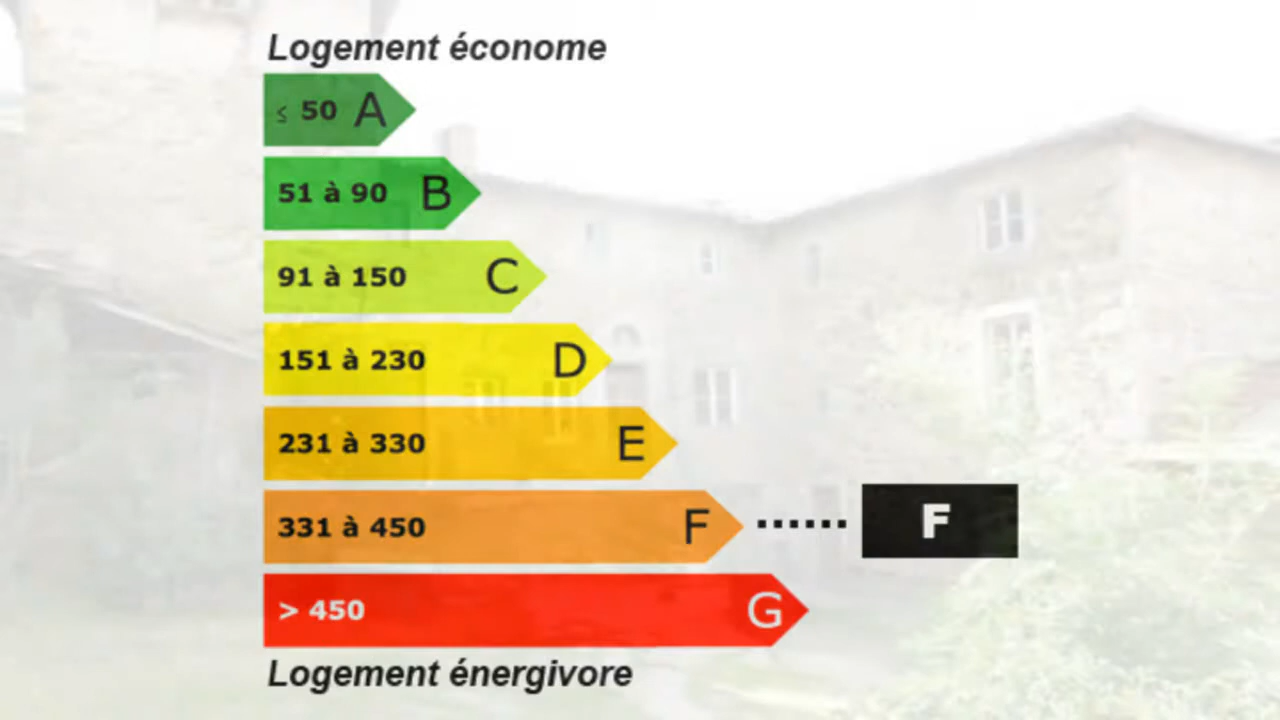 Logement économe
≤ 50 A
51 à 90 B
91 à 150 C
151 à 230 D
231 à 330 E
331 à 450 F ...... F
> 450 G
Logement énergivore